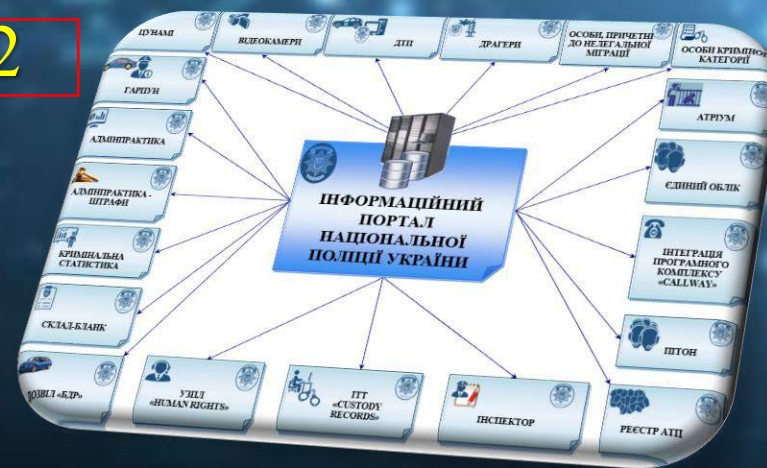 2
ЦУНАМІ
ВІДЕОКАМЕРИ
ДТП
ДРАГЕРИ
ОСОБИ, ПРИЧЕТНІ
ДО НЕЛЕГАЛЬНОЇ
МІГРАЦІЇ
ОСОБИ КРИМІНОГ
КАТЕГОРІЇ
ГАРПУН
АДМІНПРАКТИКА
АДМІНПРАКТИКА -
ШТРАФИ
КРИМІНАЛЬНА
СТАТИСТИКА
СКЛАД-БЛАНК
ДОЗВІЛ «БДР»
ІНФОРМАЦІЙНИЙ
ПОРТАЛ
НАЦІОНАЛЬНОЇ
ПОЛІЦІЇ УКРАЇНИ
АТРІУМ
ЄДИНИЙ ОБЛІК
ІНТЕГРАЦІЯ
ПРОГРАМНОГО
КОМПЛЕКСУ
«CALLWAY»
ПІТОН
УЗПЛ
«HUMAN RIGHTS»
ІТТ
«CUSTODY
RECORDS»
ІНСПЕКТОР
РЕЄСТР АТЦ